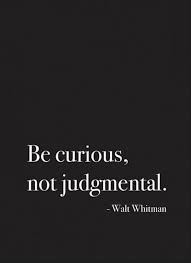 Be curious,
not judgmental.
- Walt Whitman